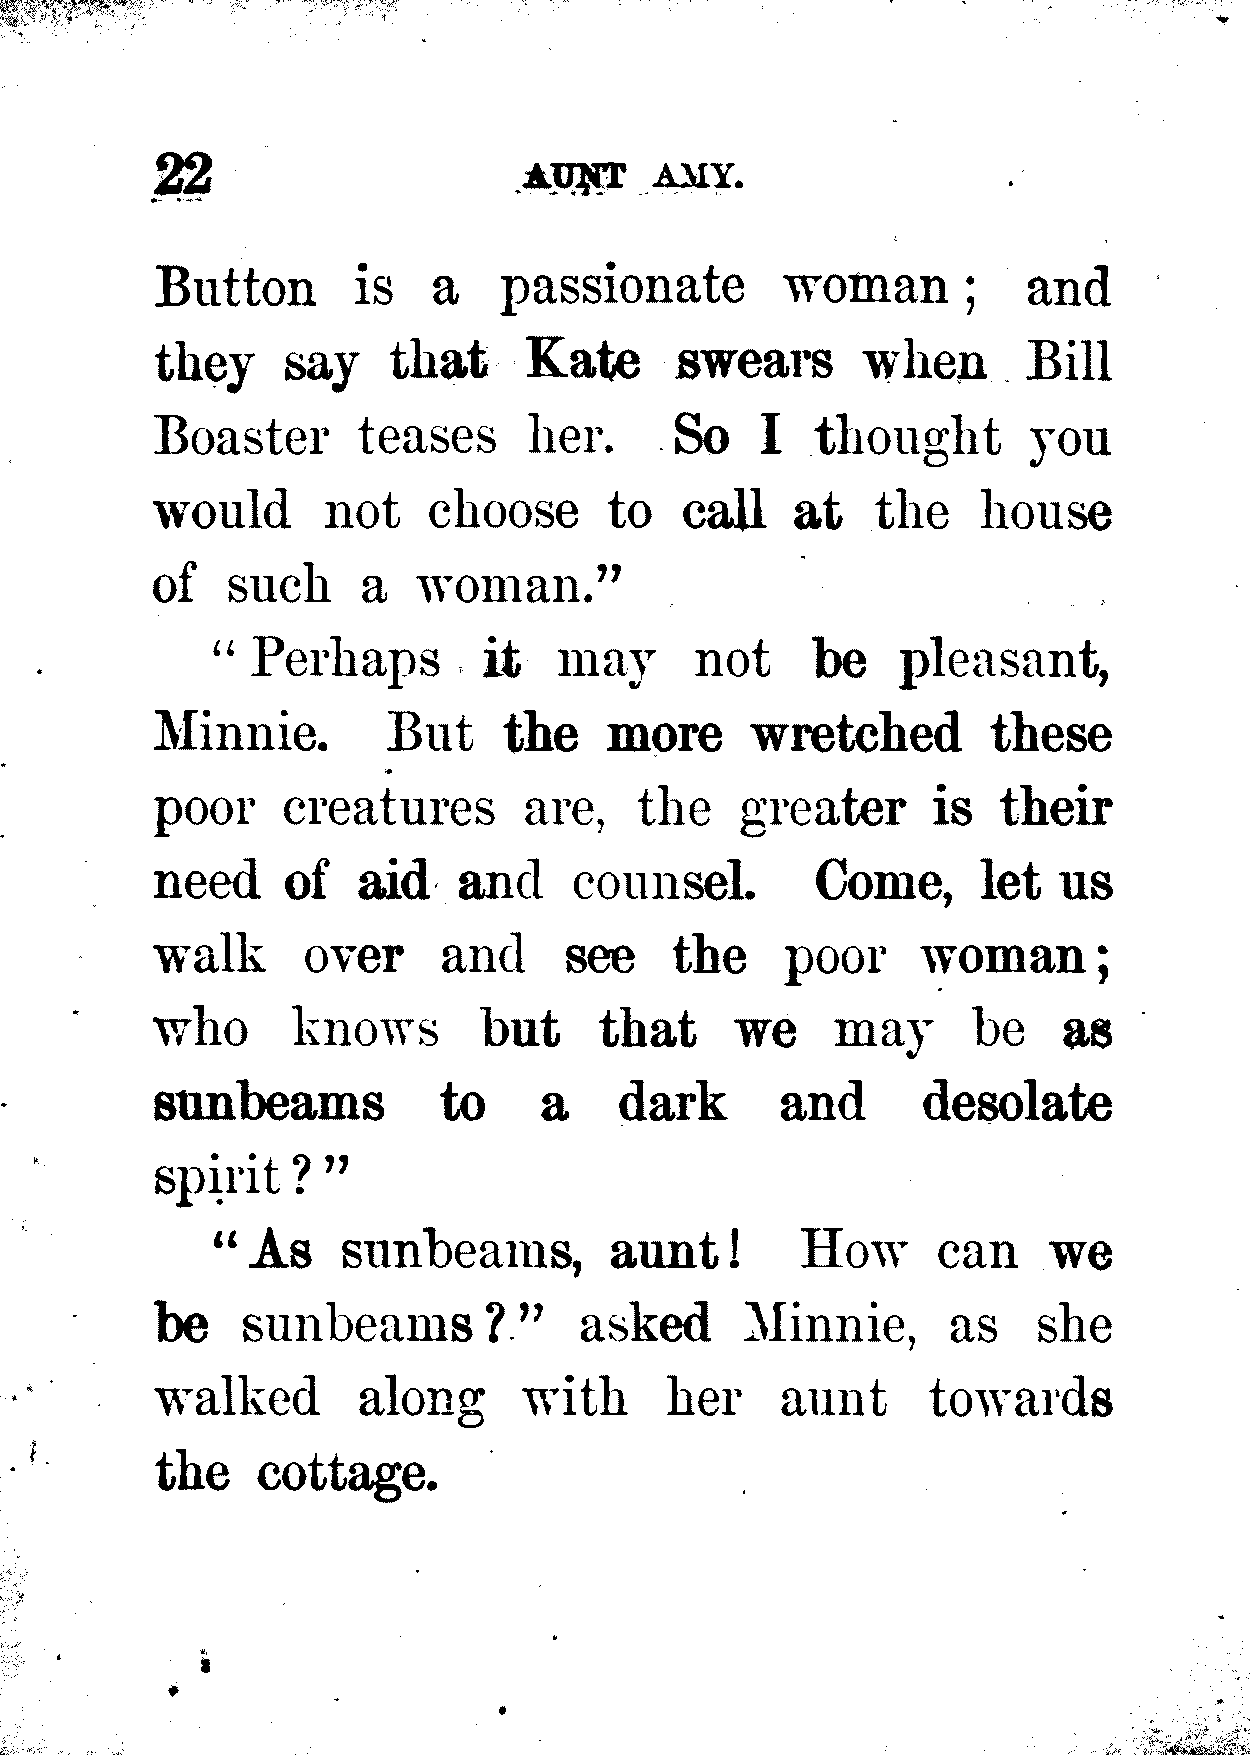 22 AUNT AMY.
Button is a passionate woman; and
they say that Kate swears when Bill
Boaster teases her. So I thought you
would not choose to call at the house
of such a woman."
"Perhaps it may not be pleasant,
Minnie. But the more wretched these
poor creatures are, the greater is their
need of aid and counsel. Come, let us
walk over and see the poor woman;
who knows but that we may be as
sunbeams to a dark and desolate
spirit?"
"As sunbeams, aunt! How can we
be sunbeams?" asked Minnie, as she
walked along with her aunt towards
the cottage.